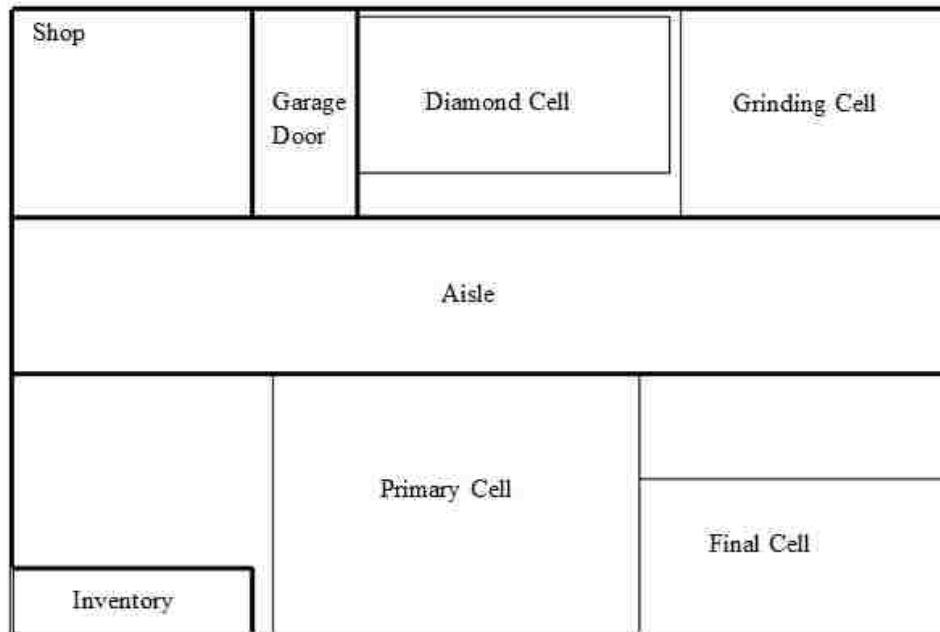 Shop
Garage
Door
Diamond Cell
Grinding Cell
Aisle
Primary Cell
Final Cell
Inventory